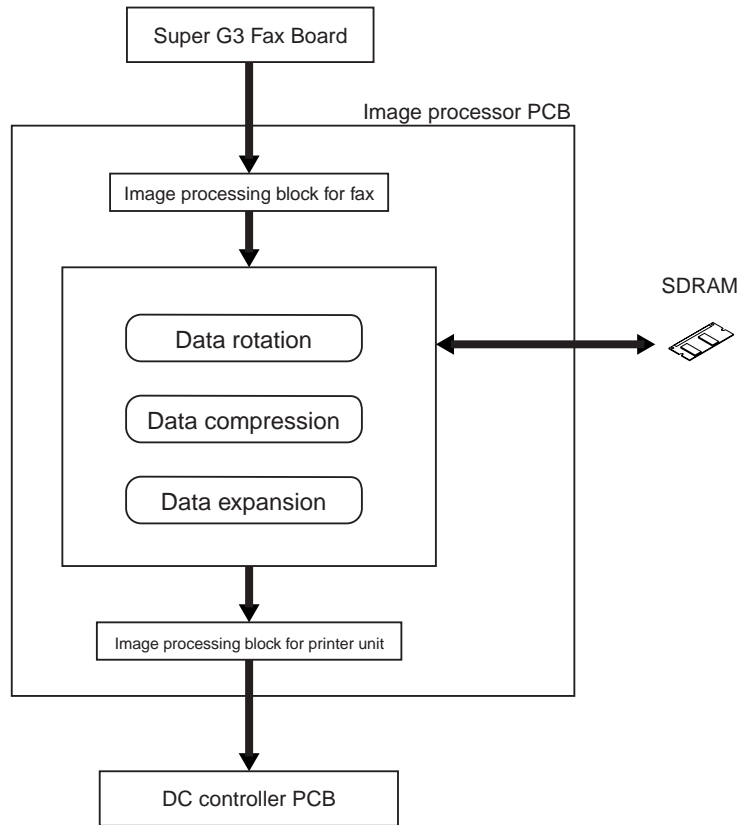 Super G3 Fax Board
Image processor PCB
Image processing block for fax
SDRAM
Data rotation
Data compression
Data expansion
Image processing block for printer unit
DC controller PCB